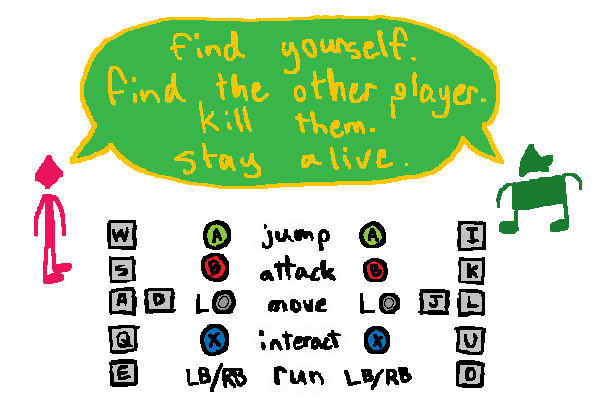 find yourself.
find the other player.
kill them.
stay alive.
W A jump A I
S B attack B K
A D L move L J L
Q X interact X U
E LB/RB run LB/RB O